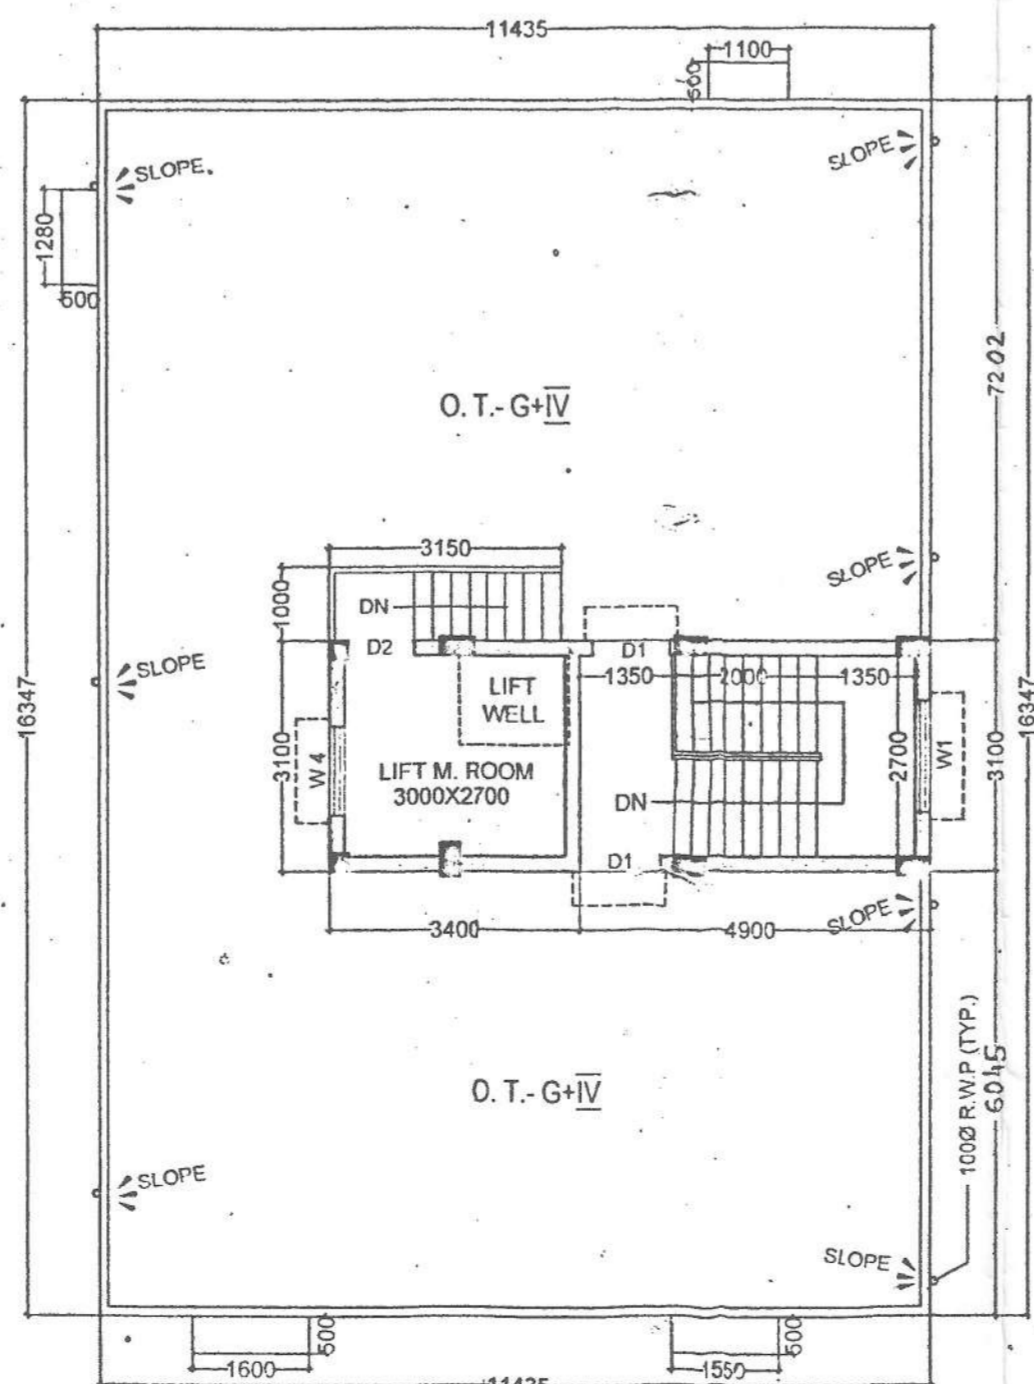 11435
1100
600
SLOPE
SLOPE
1280
500
7202
O. T.- G+IV
3150
SLOPE
1000
DN
D2
D1
SLOPE
1350
2000
1350
16347
16347
LIFT
WELL
3100
W 4
LIFT M. ROOM
3000X2700
2700
W1
3100
DN
D1
3400
4900
SLOPE
100Ø R.W.P (TYP.)
6045
O. T.- G+IV
SLOPE
SLOPE
500
500
1600
1550
11435